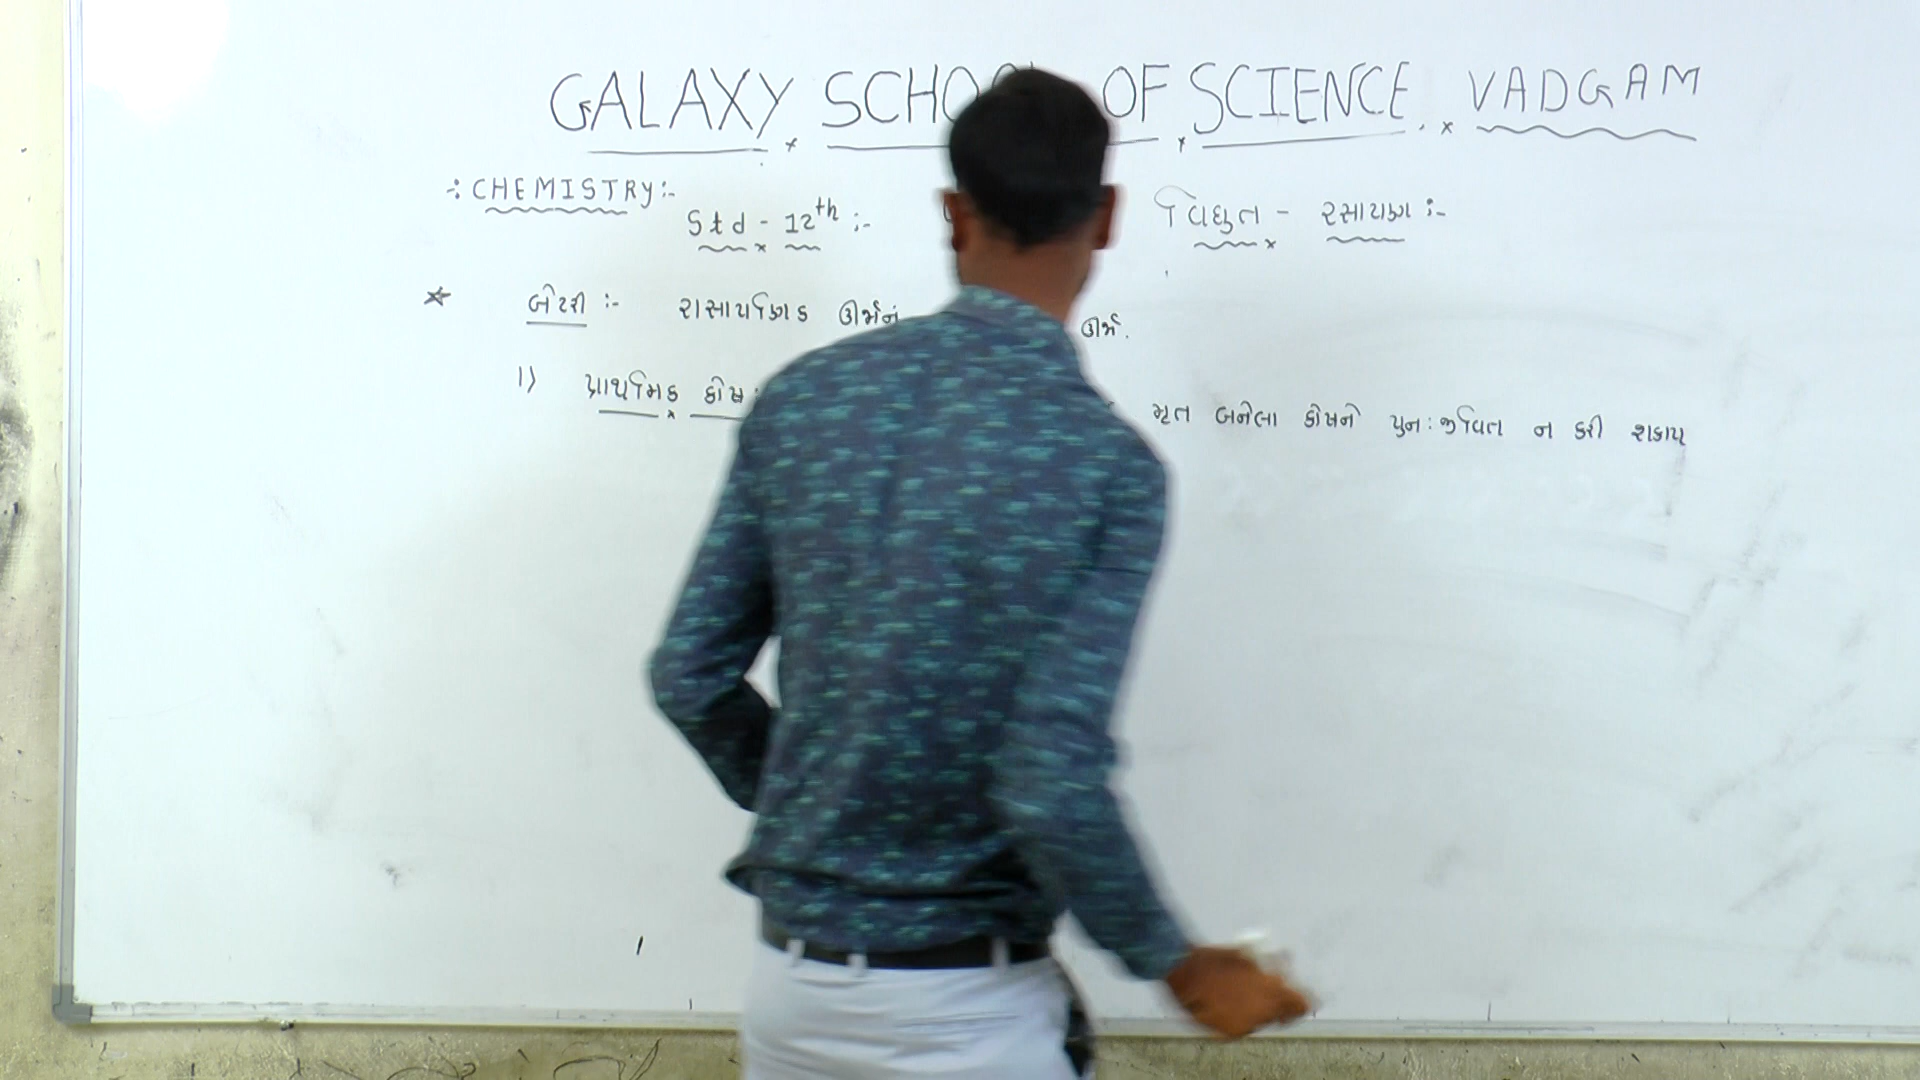 GALAXY SCHOOL OF SCIENCE, VADGAM
-: CHEMISTRY :-
Std - 12th :- વિદ્યુત - રસાયણ :-
બેટરી :- રાસાયણિક ઊર્જાનું ઊર્જા.
1) પ્રાથમિક કોષ : મૃત બનેલા કોષને પુન:જીવિત ન કરી શકાય